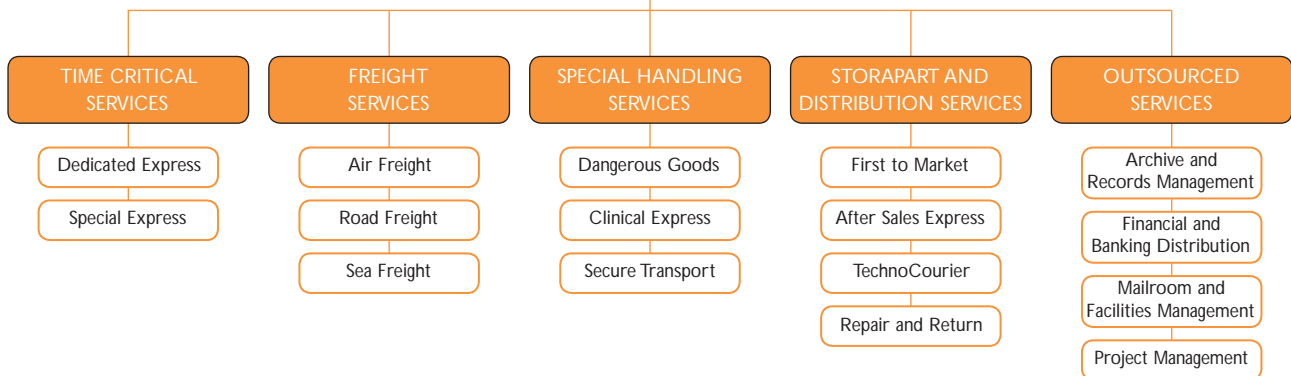 TIME CRITICAL
SERVICES
Dedicated Express
Special Express
FREIGHT
SERVICES
Air Freight
Road Freight
Sea Freight
SPECIAL HANDLING
SERVICES
Dangerous Goods
Clinical Express
Secure Transport
STORAPART AND
DISTRIBUTION SERVICES
First to Market
After Sales Express
TechnoCourier
Repair and Return
OUTSOURCED
SERVICES
Archive and
Records Management
Financial and
Banking Distribution
Mailroom and
Facilities Management
Project Management